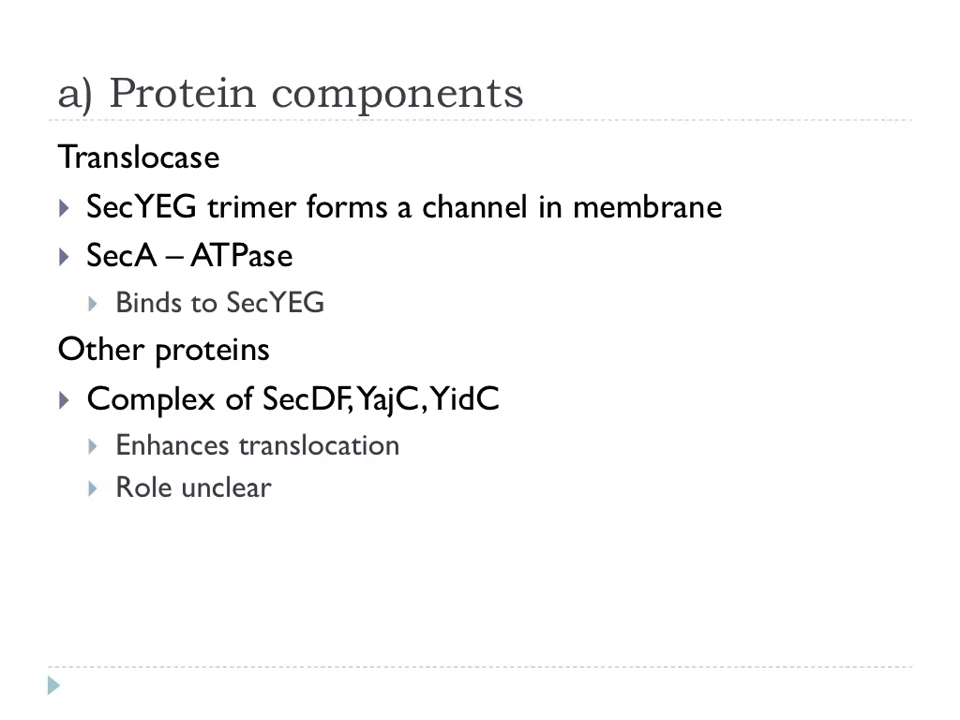 a) Protein components
Translocase
SecYEG trimer forms a channel in membrane
SecA – ATPase
Binds to SecYEG
Other proteins
Complex of SecDF, YajC, YidC
Enhances translocation
Role unclear